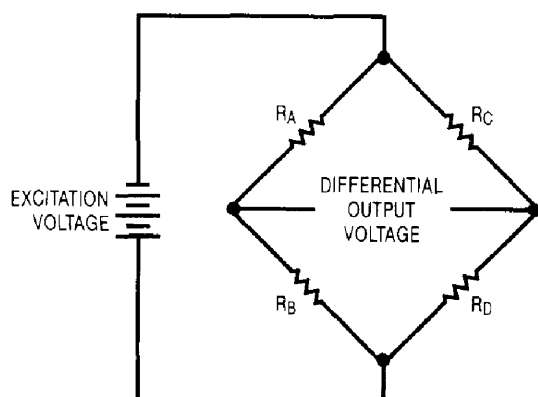 RA
RC
EXCITATION
VOLTAGE
DIFFERENTIAL
OUTPUT
VOLTAGE
RB
RD